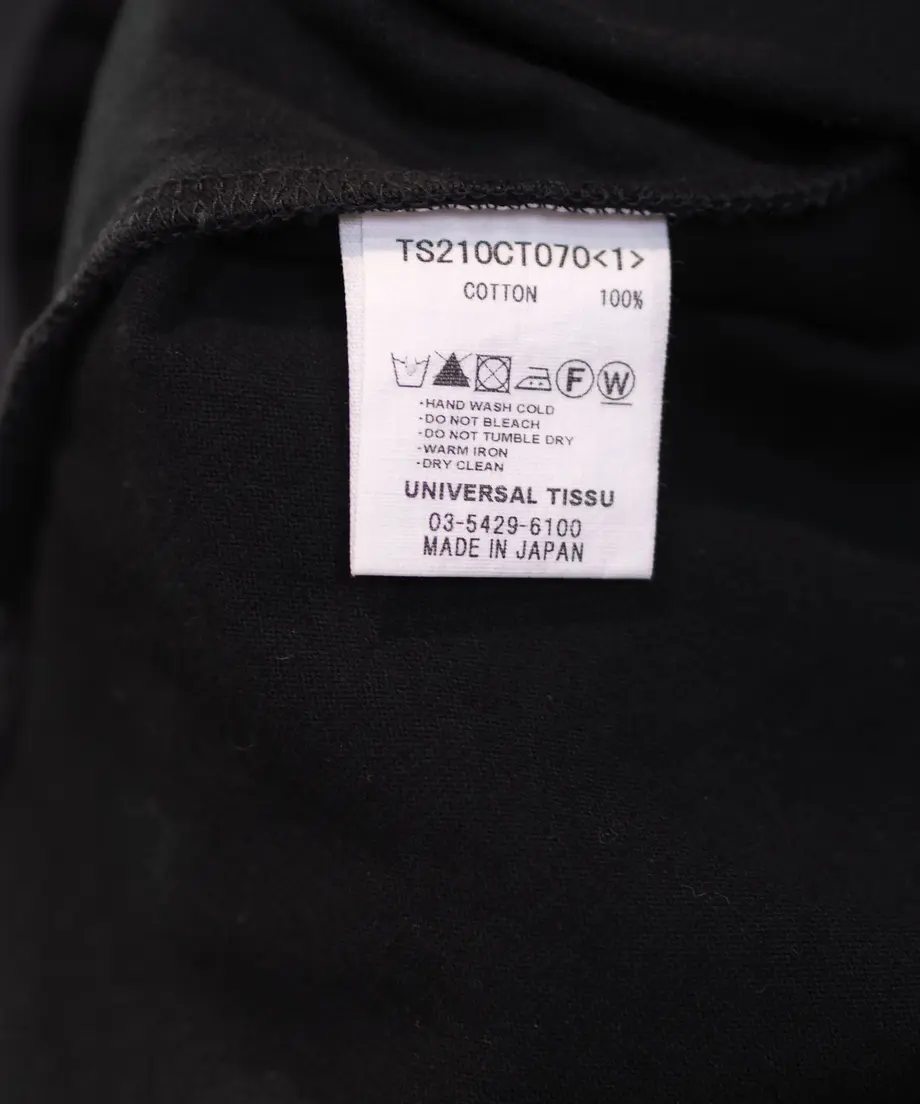 TS210CT070<1>
COTTON 100%
F W
-HAND WASH COLD
-DO NOT BLEACH
-DO NOT TUMBLE DRY
-WARM IRON
-DRY CLEAN
UNIVERSAL TISSU
03-5429-6100
MADE IN JAPAN